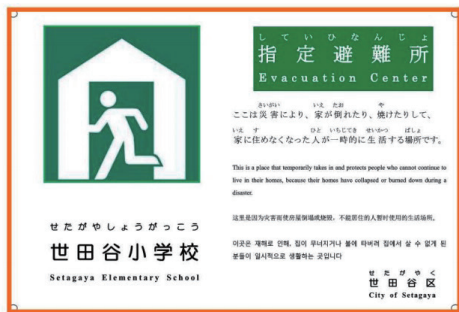 せたがやしょうがっこう
世田谷小学校
Setagaya Elementary School
していひなんじょ
指定避難所
Evacuation Center
さいがい いえ たお や
ここは災害により、家が倒れたり、焼けたりして、
いえ す ひと いちじてき せいかつ ばしょ
家に住めなくなった人が一時的に生活する場所です。
This is a place that temporarily takes in and protects people who cannot continue to
live in their homes, because their homes have collapsed or burned down during a
disaster.
这里是因为灾害而使房屋倒塌或烧毁，不能居住的人暂时使用的生活场所。
이곳은 재해로 인해, 집이 무너지거나 불에 타버려 집에서 살 수 없게 된
분들이 일시적으로 생활하는 곳입니다
せたがやく
世田谷区
City of Setagaya